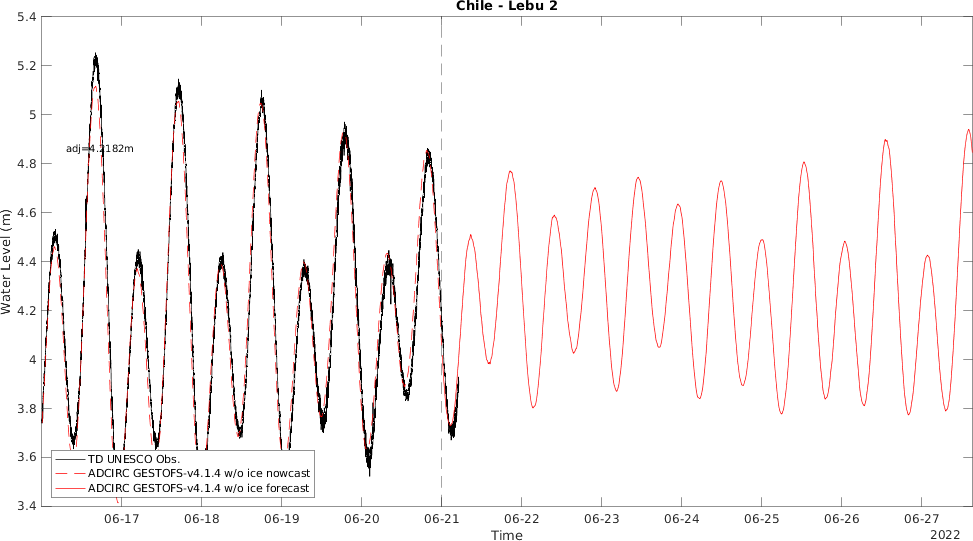 Chile - Lebu 2
5.4
5.2
5
4.8
4.6
4.4
4.2
4
3.8
3.6
3.4
Water Level (m)
adj=4.2182m
TD UNESCO Obs.
ADCIRC GESTOFS-v4.1.4 w/o ice nowcast
ADCIRC GESTOFS-v4.1.4 w/o ice forecast
06-17 06-18 06-19 06-20 06-21 06-22 06-23 06-24 06-25 06-26 06-27
Time
2022